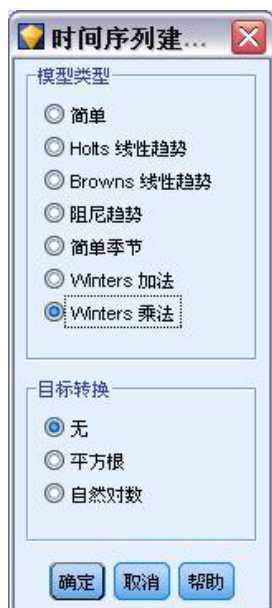 时间序列建...
模型类型
简单
Holts 线性趋势
Browns 线性趋势
阻尼趋势
简单季节
Winters 加法
Winters 乘法
目标转换
无
平方根
自然对数
确定 取消 帮助